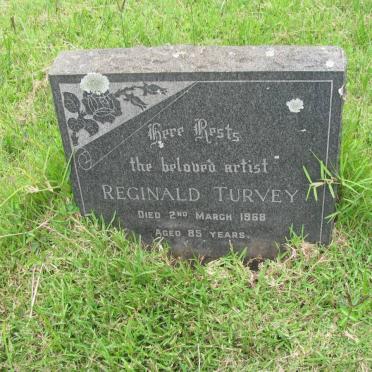 Here Rests
the beloved artist
REGINALD TURVEY
DIED 2ND MARCH 1968
AGED 85 YEARS.